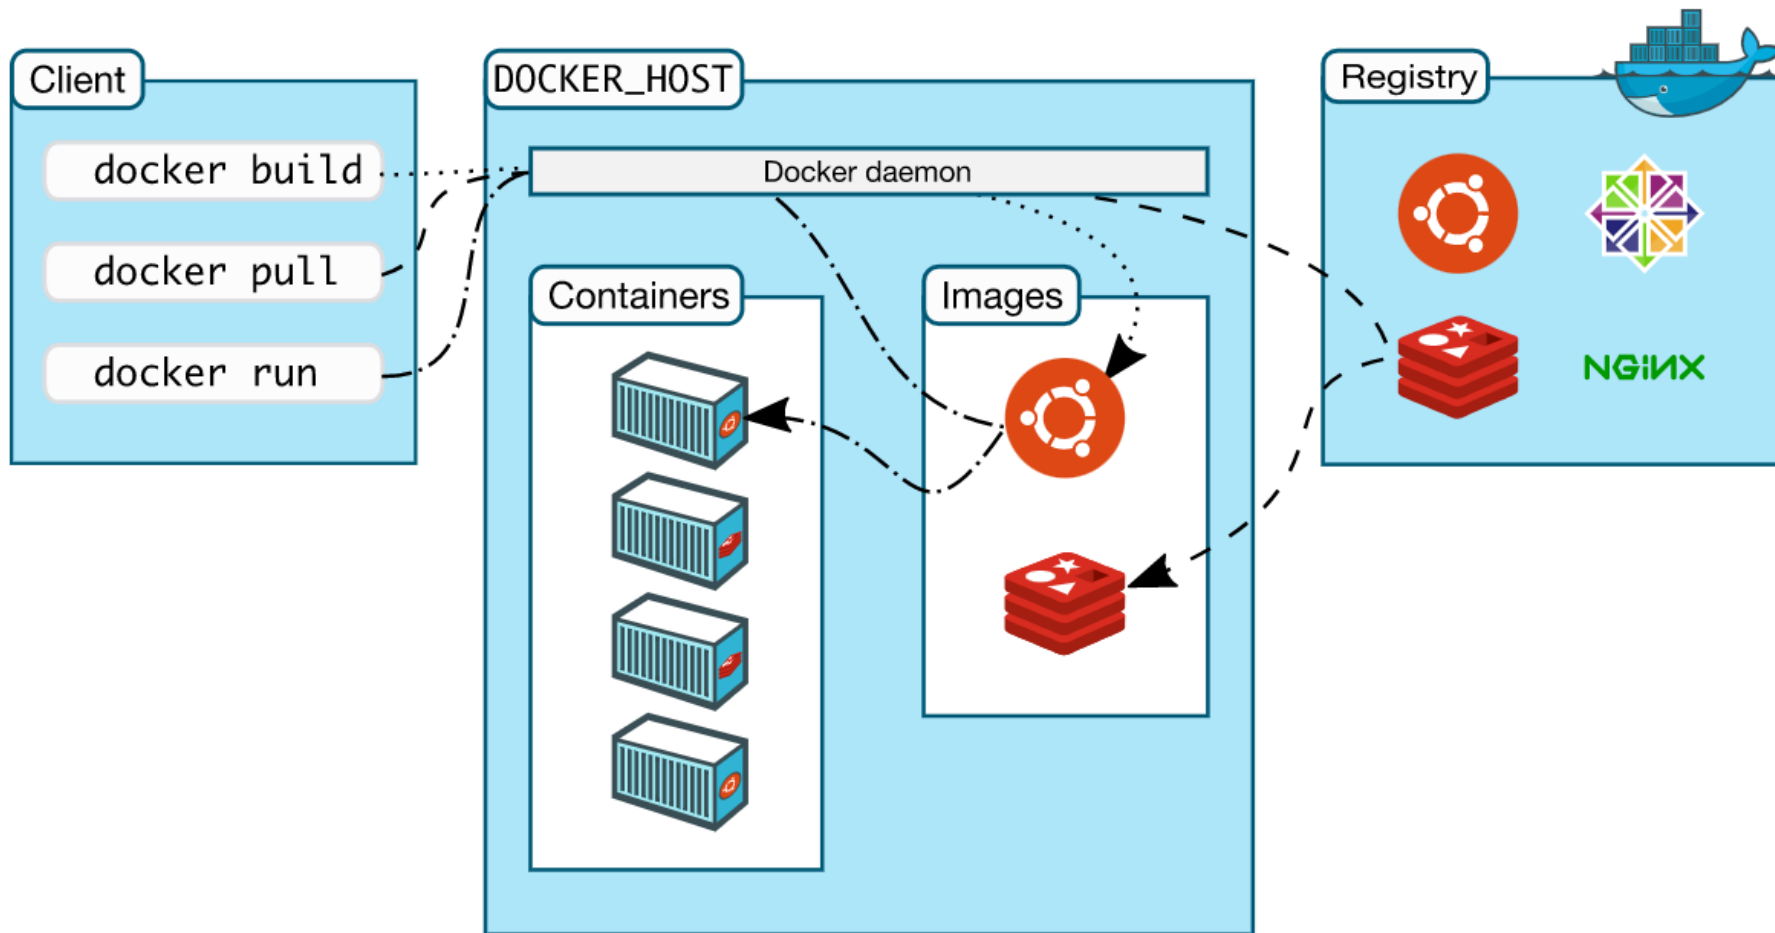 Client
docker build
docker pull
docker run
DOCKER_HOST
Docker daemon
Containers
Images
Registry
NGiNX